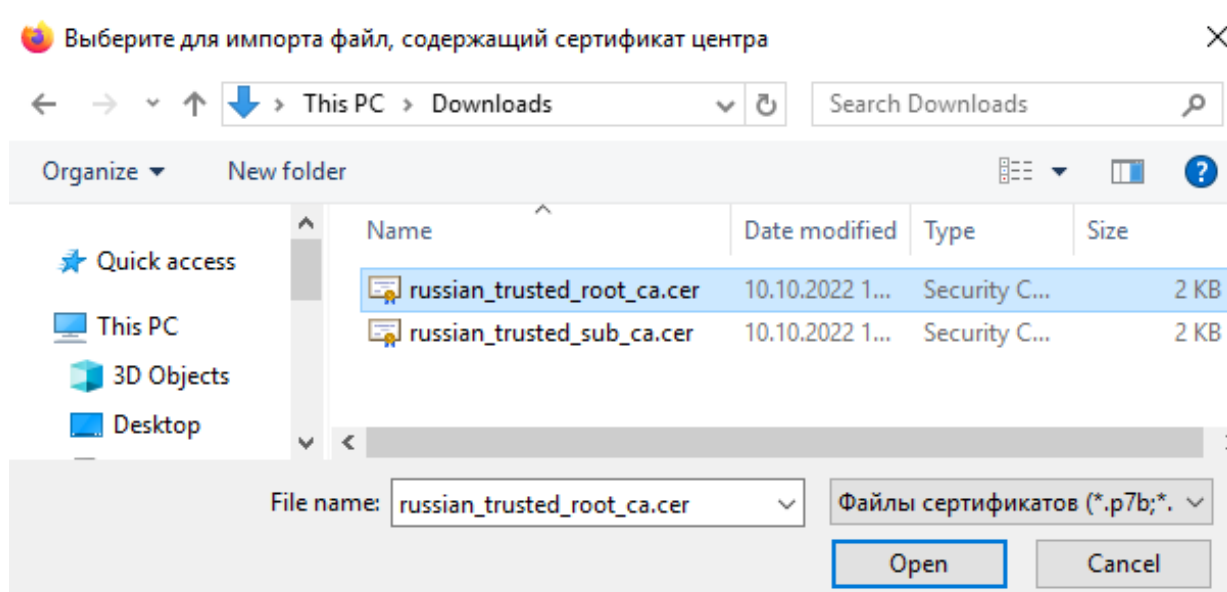 Выберите для импорта файл, содержащий сертификат центра
This PC > Downloads
Search Downloads
Organize
New folder
Name
Date modified
Type
Size
Quick access
russian_trusted_root_ca.cer 10.10.2022 1... Security C... 2 KB
This PC
russian_trusted_sub_ca.cer 10.10.2022 1... Security C... 2 KB
3D Objects
Desktop
File name: russian_trusted_root_ca.cer
Файлы сертификатов (*.p7b;*.
Open
Cancel